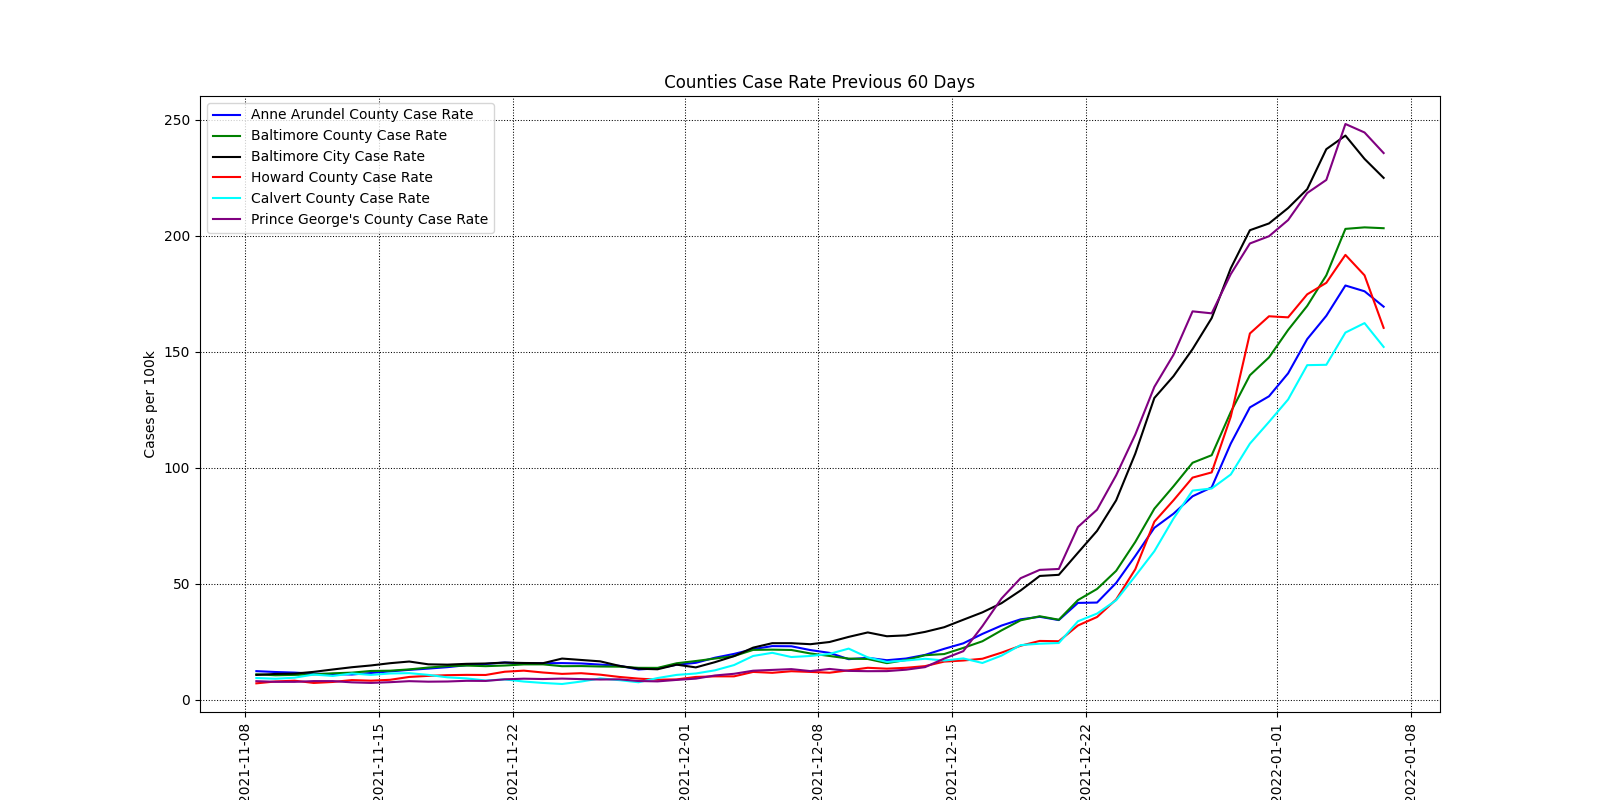 Counties Case Rate Previous 60 Days
Anne Arundel County Case Rate
Baltimore County Case Rate
Baltimore City Case Rate
Howard County Case Rate
Calvert County Case Rate
Prince George's County Case Rate
Cases per 100k
250
200
150
100
50
0
2021-11-08
2021-11-15
2021-11-22
2021-12-01
2021-12-08
2021-12-15
2021-12-22
2022-01-01
2022-01-08